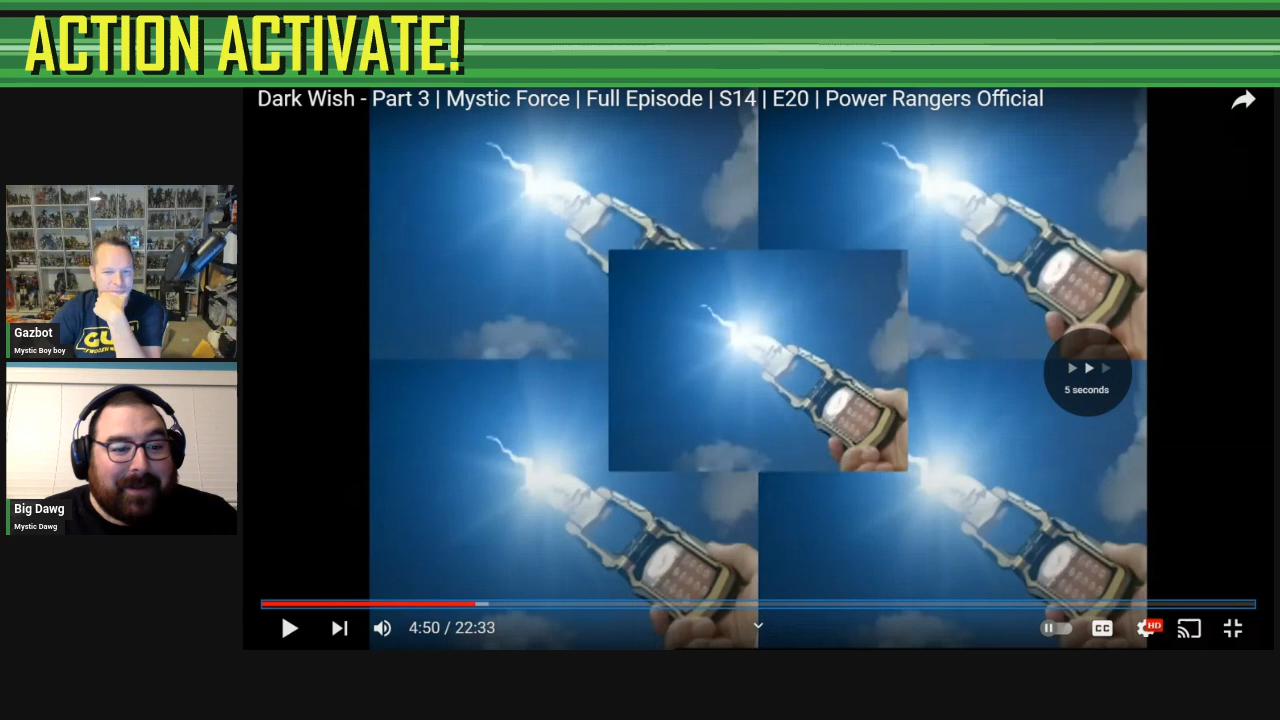 ACTION ACTIVATE!
Dark Wish - Part 3 | Mystic Force | Full Episode | S14 | E20 | Power Rangers Official
Gazbot
Mystic Boy boy
5 seconds
Big Dawg
Mystic Dawg
4:50 / 22:33
CC
HD